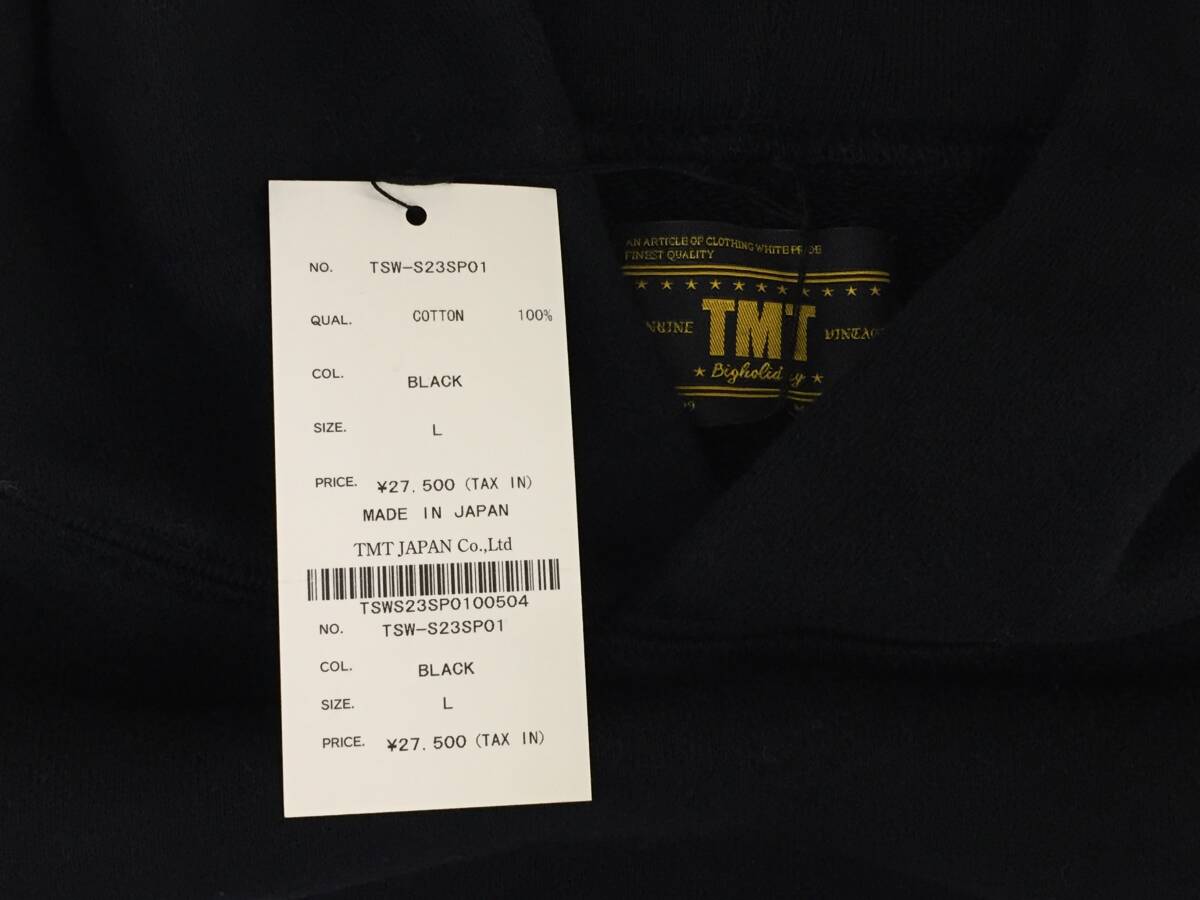 NO. TSW-S23SP01
QUAL. COTTON 100%
COL. BLACK
SIZE. L
PRICE. ¥27.500 (TAX IN)
MADE IN JAPAN
TMT JAPAN Co.,Ltd
TSWS23SP0100504
NO. TSW-S23SP01
COL. BLACK
SIZE. L
PRICE. ¥27.500 (TAX IN)
AN ARTICLE OF CLOTHING WHITE
FINEST QUALITY
TMT